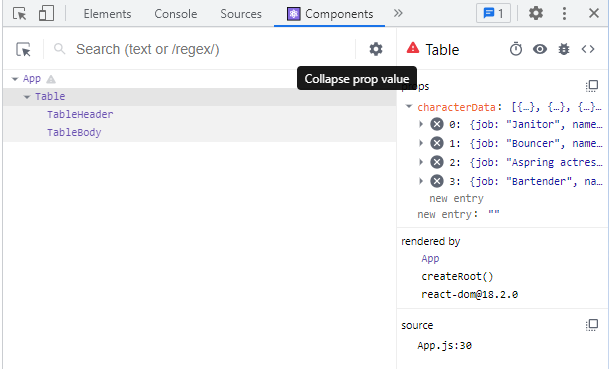 Elements Console Sources Components » 1
Search (text or /regex/) Table
Collapse prop value
props
App
Table
TableHeader
TableBody
characterData: [{…}, {…}, {…}…
0: {job: "Janitor", name…
1: {job: "Bouncer", name…
2: {job: "Aspring actres…
3: {job: "Bartender", na…
new entry
new entry: ""
rendered by
App
createRoot()
react-dom@18.2.0
source
App.js:30